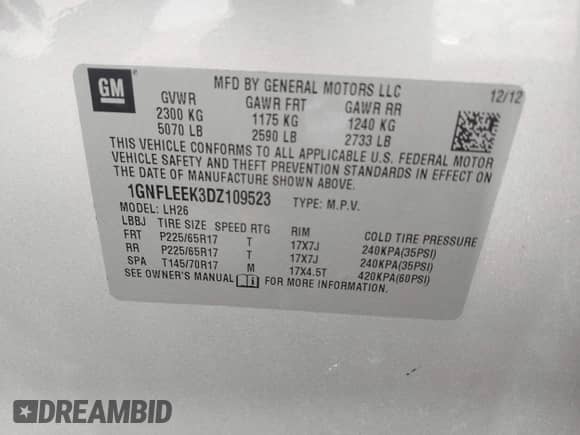 GM
®
MFD BY GENERAL MOTORS LLC
12/12
GVWR GAWR FRT GAWR RR
2300 KG 1175 KG 1240 KG
5070 LB 2590 LB 2733 LB
THIS VEHICLE CONFORMS TO ALL APPLICABLE U.S. FEDERAL MOTOR
VEHICLE SAFETY AND THEFT PREVENTION STANDARDS IN EFFECT ON
THE DATE OF MANUFACTURE SHOWN ABOVE.
1GNFLEEK3DZ109523 TYPE: M.P.V.
MODEL: LH26
LBBJ TIRE SIZE SPEED RTG RIM COLD TIRE PRESSURE
FRT P225/65R17 T 17X7J 240KPA(35PSI)
RR P225/65R17 T 17X7J 240KPA(35PSI)
SPA T145/70R17 M 17X4.5T 420KPA(60PSI)
SEE OWNER'S MANUAL FOR MORE INFORMATION.
DREAMBID